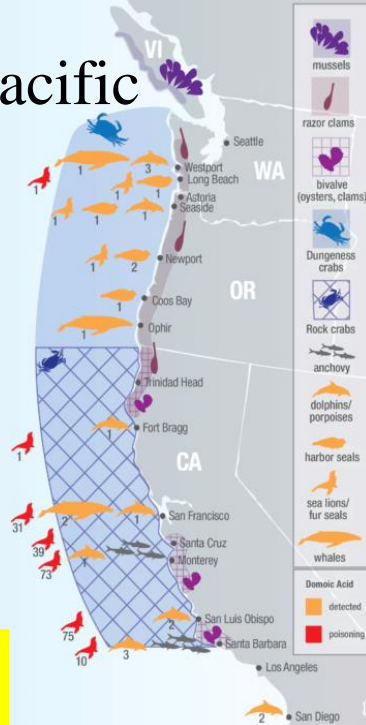 acific
VI
mussels
razor clams
bivalve
(oysters, clams)
Dungeness
crabs
Rock crabs
anchovy
dolphins/
porpoises
harbor seals
sea lions/
fur seals
whales
Domoic Acid
detected
poisoning
Seattle
WA
1
3
Westport
1
1
1
Long Beach
Astoria
1
1
1
Seaside
1
2
Newport
OR
1
Coos Bay
1
Ophir
Trinidad Head
1
Fort Bragg
1
CA
31
2*
1
San Francisco
39
Santa Cruz
73
1
Monterey
75
2
San Luis Obispo
10
3
Santa Barbara
Los Angeles
2
San Diego